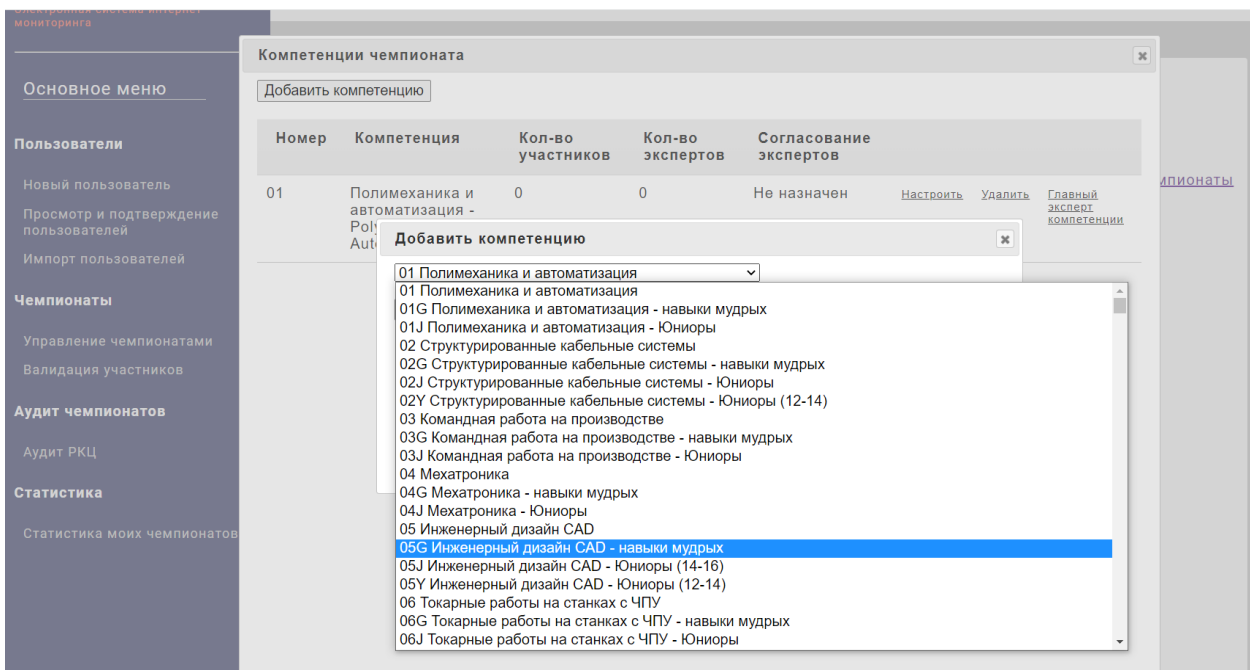 мониторинга
Основное меню
Пользователи
Новый пользователь
Просмотр и подтверждение
пользователей
Импорт пользователей
Чемпионаты
Управление чемпионатами
Валидация участников
Аудит чемпионатов
Аудит РКЦ
Статистика
Статистика моих чемпионатов
Компетенции чемпионата
Добавить компетенцию
Номер Компетенция Кол-во участников Кол-во экспертов Согласование экспертов
01 Полимеханика и 0 0 Не назначен Настроить Удалить Главный эксперт компетенции
автоматизация -
Добавить компетенцию
01 Полимеханика и автоматизация
01 Полимеханика и автоматизация
01G Полимеханика и автоматизация - навыки мудрых
01J Полимеханика и автоматизация - Юниоры
02 Структурированные кабельные системы
02G Структурированные кабельные системы - навыки мудрых
02J Структурированные кабельные системы - Юниоры
02Y Структурированные кабельные системы - Юниоры (12-14)
03 Командная работа на производстве
03G Командная работа на производстве - навыки мудрых
03J Командная работа на производстве - Юниоры
04 Мехатроника
04G Мехатроника - навыки мудрых
04J Мехатроника - Юниоры
05 Инженерный дизайн CAD
05G Инженерный дизайн CAD - навыки мудрых
05J Инженерный дизайн CAD - Юниоры (14-16)
05Y Инженерный дизайн CAD - Юниоры (12-14)
06 Токарные работы на станках с ЧПУ
06G Токарные работы на станках с ЧПУ - навыки мудрых
06J Токарные работы на станках с ЧПУ - Юниоры